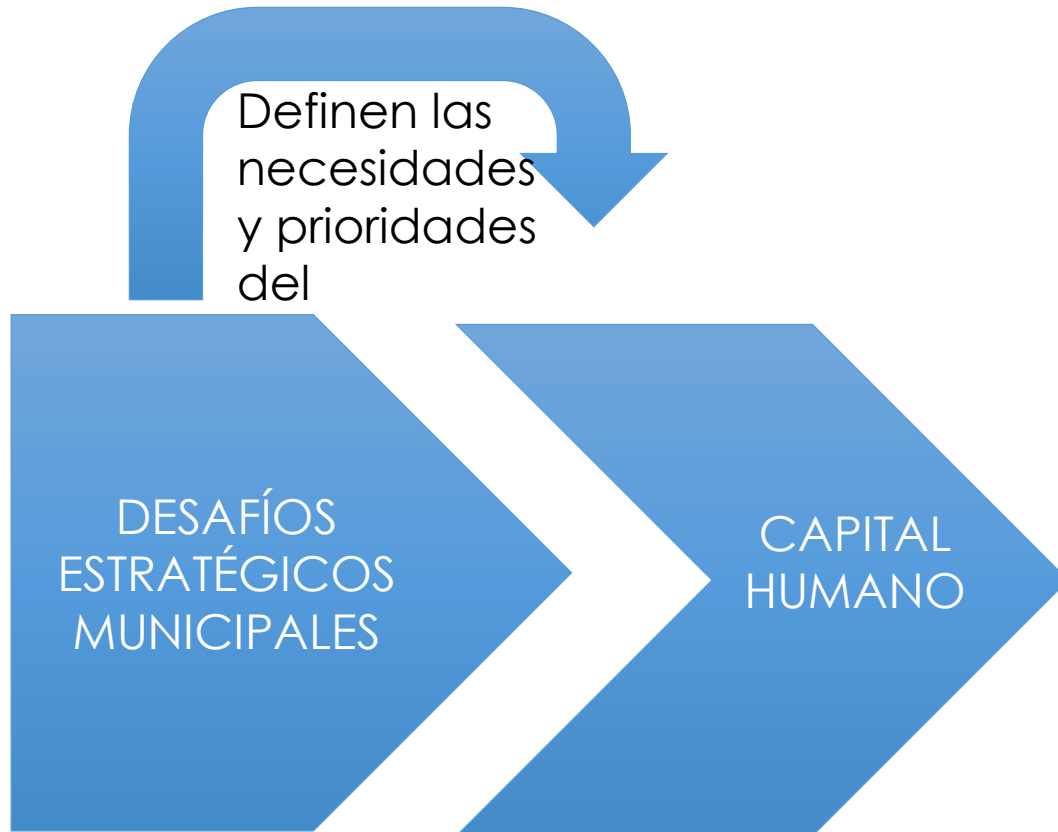 Definen las
necesidades
y prioridades
del
DESAFÍOS
ESTRATÉGICOS
MUNICIPALES
CAPITAL
HUMANO